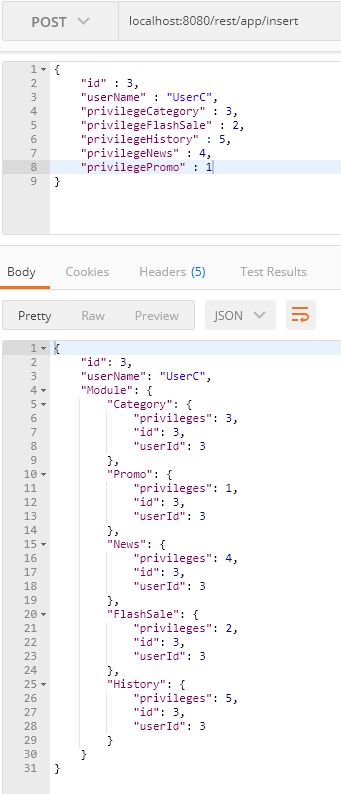 POST localhost:8080/rest/app/insert
1 {
2 "id" : 3,
3 "userName" : "UserC",
4 "privilegeCategory" : 3,
5 "privilegeFlashSale" : 2,
6 "privilegeHistory" : 5,
7 "privilegeNews" : 4,
8 "privilegePromo" : 1
9 }
Body Cookies Headers (5) Test Results
Pretty Raw Preview JSON
1 {
2 "id": 3,
3 "userName": "UserC",
4 "Module": {
5 "Category": {
6 "privileges": 3,
7 "id": 3,
8 "userId": 3
9 },
10 "Promo": {
11 "privileges": 1,
12 "id": 3,
13 "userId": 3
14 },
15 "News": {
16 "privileges": 4,
17 "id": 3,
18 "userId": 3
19 },
20 "FlashSale": {
21 "privileges": 2,
22 "id": 3,
23 "userId": 3
24 },
25 "History": {
26 "privileges": 5,
27 "id": 3,
28 "userId": 3
29 }
30 }
31 }